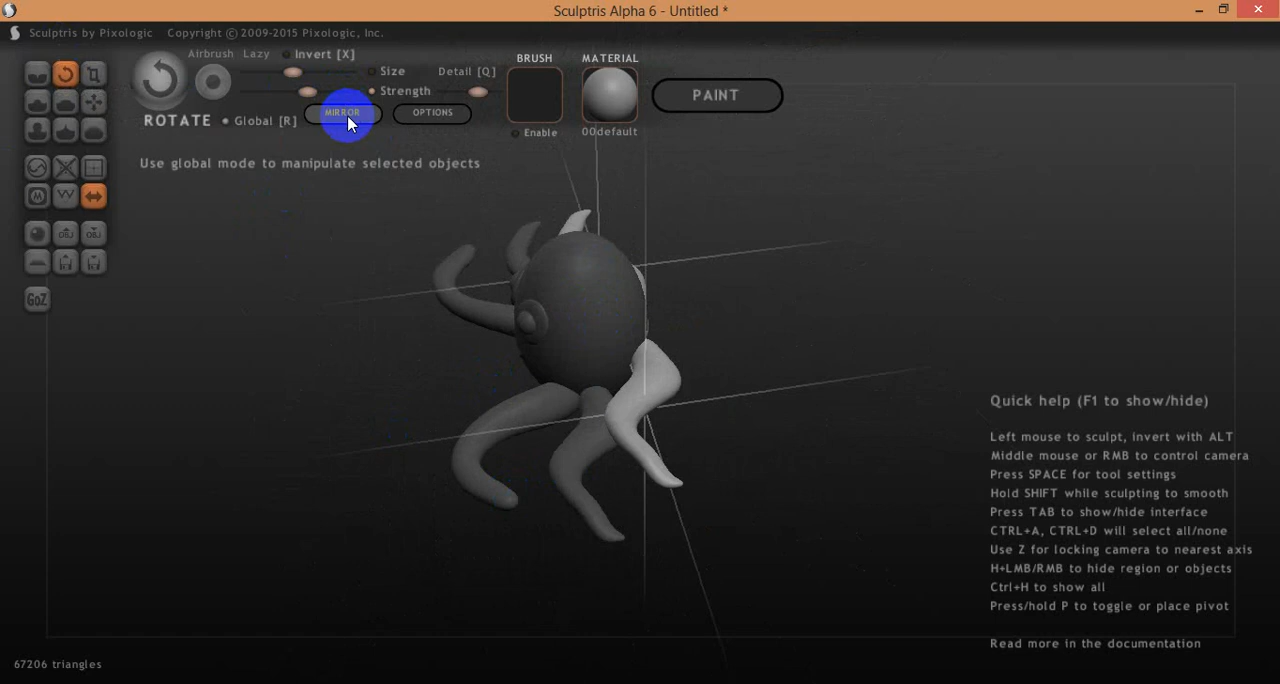 Sculptris Alpha 6 - Untitled *
Sculptris by Pixologic Copyright © 2009-2015 Pixologic, Inc.
Airbrush Lazy Invert [X]
Size Detail [Q]
Strength
ROTATE Global [R]
MIRROR OPTIONS
BRUSH
Enable
MATERIAL
00default
PAINT
Use global mode to manipulate selected objects
OBJ OBJ
GoZ
Quick help (F1 to show/hide)
Left mouse to sculpt, invert with ALT
Middle mouse or RMB to control camera
Press SPACE for tool settings
Hold SHIFT while sculpting to smooth
Press TAB to show/hide interface
CTRL+A, CTRL+D will select all/none
Use Z for locking camera to nearest axis
H+LMB/RMB to hide region or objects
Ctrl+H to show all
Press/hold P to toggle or place pivot
Read more in the documentation
67206 triangles